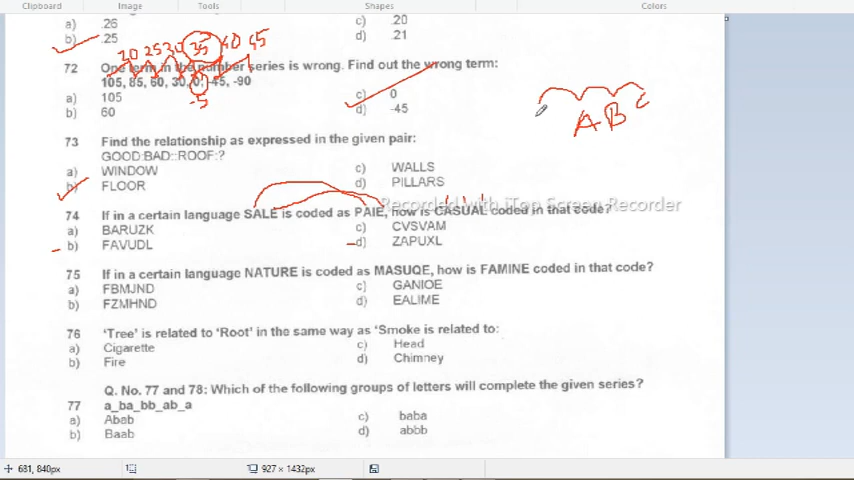 Image Tools Shapes Colors
a) .26 c) .20
b) .25 d) .21
20 25 30 35 40 45
72 One term in the number series is wrong. Find out the wrong term:
105, 85, 60, 30, 0, -45, -90
-5
a) 105 c) 0
b) 60 d) -45
A B C
73 Find the relationship as expressed in the given pair:
GOOD:BAD::ROOF:?
a) WINDOW c) WALLS
b) FLOOR d) PILLARS
Recorded with iTop Screen Recorder
74 If in a certain language SALE is coded as PAIE, how is CASUAL coded in that code?
a) BARUZK c) CVSVAM
b) FAVUDL d) ZAPUXL
75 If in a certain language NATURE is coded as MASUQE, how is FAMINE coded in that code?
a) FBMJND c) GANIOE
b) FZMHND d) EALIME
76 ‘Tree’ is related to ‘Root’ in the same way as ‘Smoke is related to:
a) Cigarette c) Head
b) Fire d) Chimney
Q. No. 77 and 78: Which of the following groups of letters will complete the given series?
77 a_ba_bb_ab_a
a) Abab c) baba
b) Baab d) abbb
681, 840px 927 × 1432px